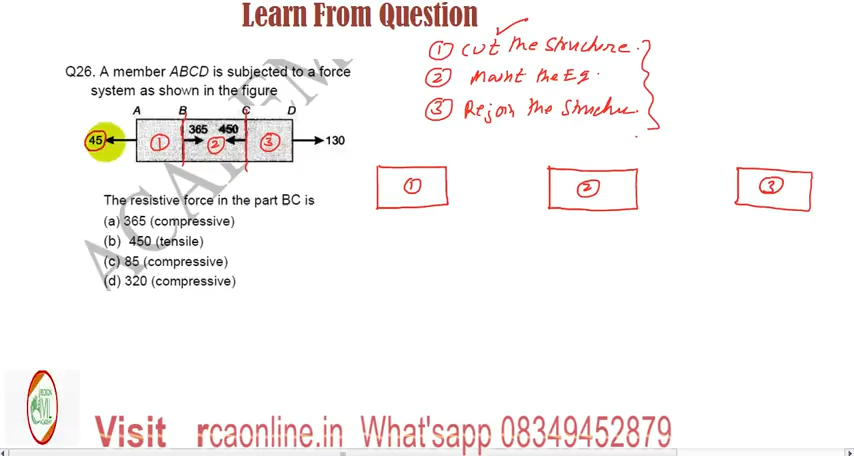 Learn From Question
① Cut the structure.
② Maint the Eq.
③ Rejoin the structure.
Q26. A member ABCD is subjected to a force
system as shown in the figure
A B C D
45 365 450 130
① ② ③
① ② ③
The resistive force in the part BC is
(a) 365 (compressive)
(b) 450 (tensile)
(c) 85 (compressive)
(d) 320 (compressive)
Visit rcaonline.in What'sapp 08349452879